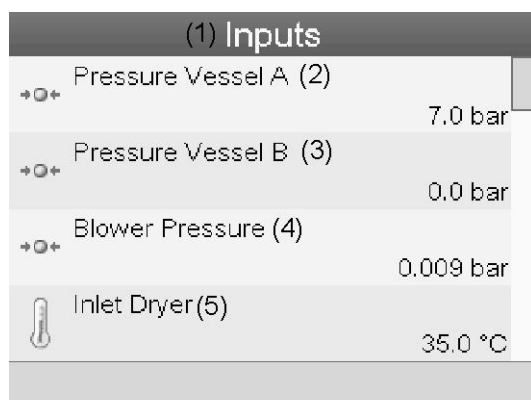 (1) Inputs
Pressure Vessel A (2)
7.0 bar
Pressure Vessel B (3)
0.0 bar
Blower Pressure (4)
0.009 bar
Inlet Dryer (5)
35.0 °C